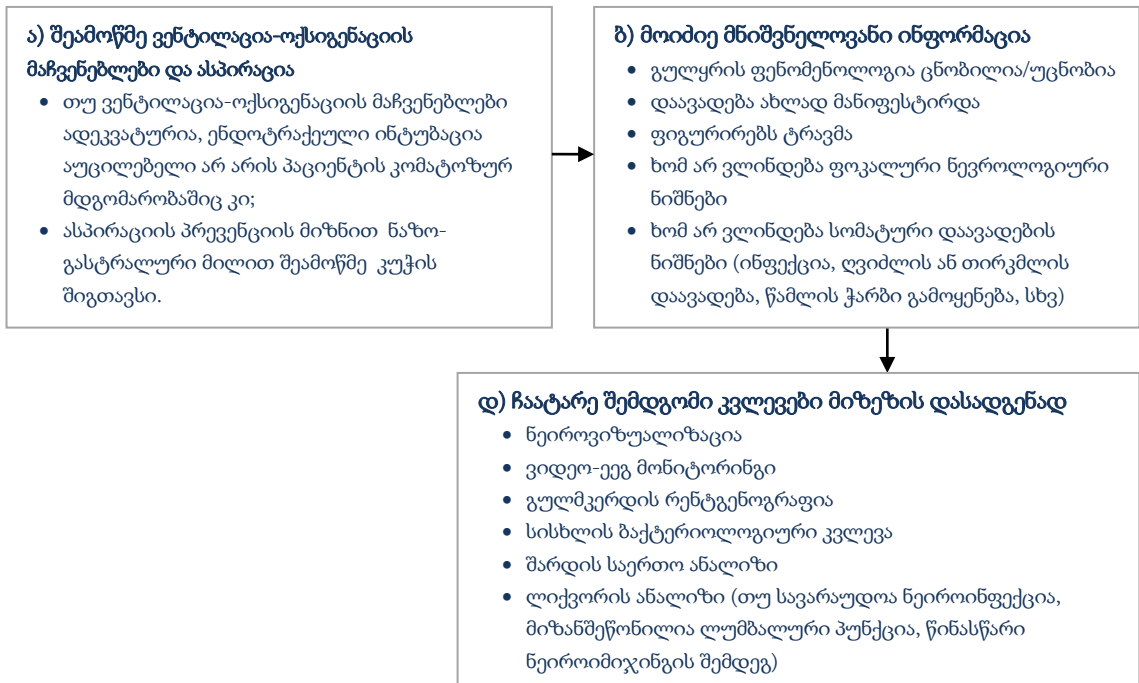 ა) შეამოწმე ვენტილაცია-ოქსიგენაციის
მაჩვენებლები და ასპირაცია
• თუ ვენტილაცია-ოქსიგენაციის მაჩვენებლები
ადეკვატურია, ენდოტრაქეული ინტუბაცია
აუცილებელი არ არის პაციენტის კომატოზურ
მდგომარობაშიც კი;
• ასპირაციის პრევენციის მიზნით ნაზო-
გასტრალური მილით შეამოწმე კუჭის
შიგთავსი.
ბ) მოიძიე მნიშვნელოვანი ინფორმაცია
• გულყრის ფენომენოლოგია ცნობილია/უცნობია
• დაავადება ახლად მანიფესტირდა
• ფიგურირებს ტრავმა
• ხომ არ ვლინდება ფოკალური ნევროლოგიური
ნიშნები
• ხომ არ ვლინდება სომატური დაავადების
ნიშნები (ინფექცია, ღვიძლის ან თირკმლის
დაავადება, წამლის ჭარბი გამოყენება, სხვ)
დ) ჩაატარე შემდგომი კვლევები მიზეზის დასადგენად
• ნეიროვიზუალიზაცია
• ვიდეო-ეეგ მონიტორინგი
• გულმკერდის რენტგენოგრაფია
• სისხლის ბაქტერიოლოგიური კვლევა
• შარდის საერთო ანალიზი
• ლიქვორის ანალიზი (თუ სავარაუდოა ნეიროინფექცია,
მიზანშეწონილია ლუმბალური პუნქცია, წინასწარი
ნეიროიმიჯინგის შემდეგ)